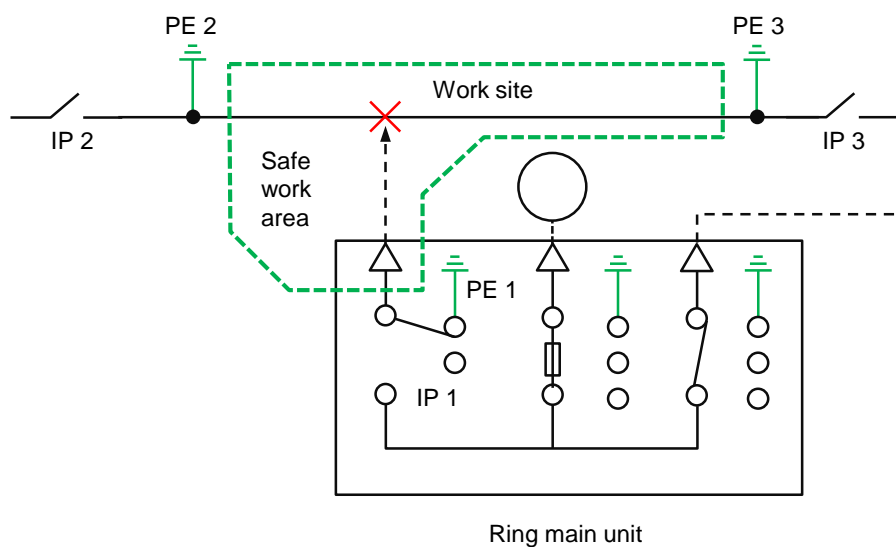 PE 2
PE 3
Work site
IP 2
IP 3
Safe
work
area
PE 1
IP 1
Ring main unit